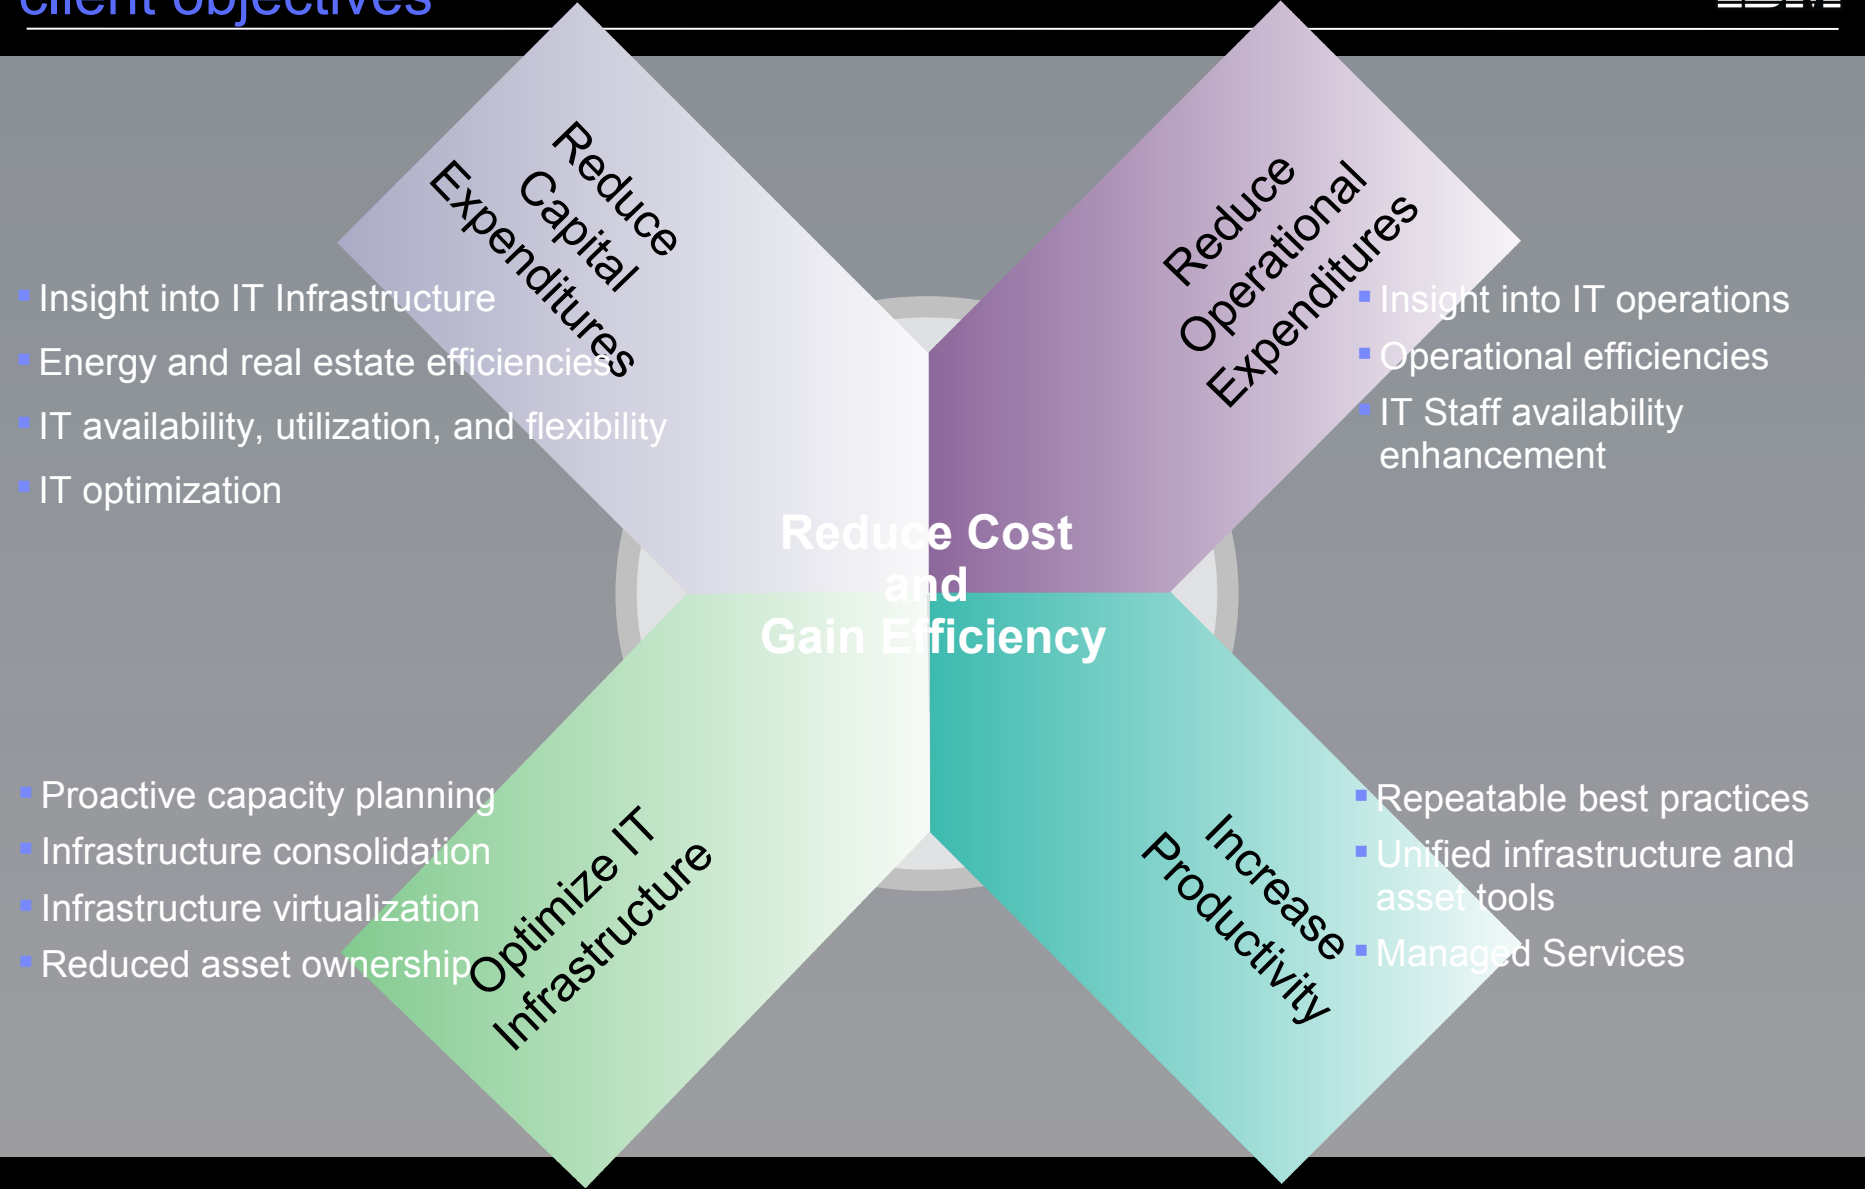 client objectives
IBM
Reduce
Capital
Expenditures
Reduce
Operational
Expenditures
Insight into IT Infrastructure
Energy and real estate efficiencies
IT availability, utilization, and flexibility
IT optimization
Insight into IT operations
Operational efficiencies
IT Staff availability
enhancement
Reduce Cost
and
Gain Efficiency
Proactive capacity planning
Infrastructure consolidation
Infrastructure virtualization
Reduced asset ownership
Optimize IT
Infrastructure
Increase
Productivity
Repeatable best practices
Unified infrastructure and
asset tools
Managed Services